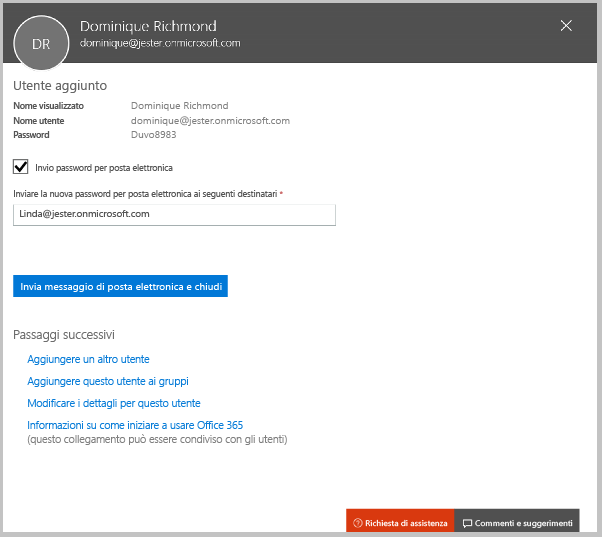 DR
Dominique Richmond
dominique@jester.onmicrosoft.com
Utente aggiunto
Nome visualizzato Dominique Richmond
Nome utente dominique@jester.onmicrosoft.com
Password Duvo8983
Invio password per posta elettronica
Inviare la nuova password per posta elettronica ai seguenti destinatari *
Linda@jester.onmicrosoft.com
Invia messaggio di posta elettronica e chiudi
Passaggi successivi
Aggiungere un altro utente
Aggiungere questo utente ai gruppi
Modificare i dettagli per questo utente
Informazioni su come iniziare a usare Office 365
(questo collegamento può essere condiviso con gli utenti)
Richiesta di assistenza Commenti e suggerimenti